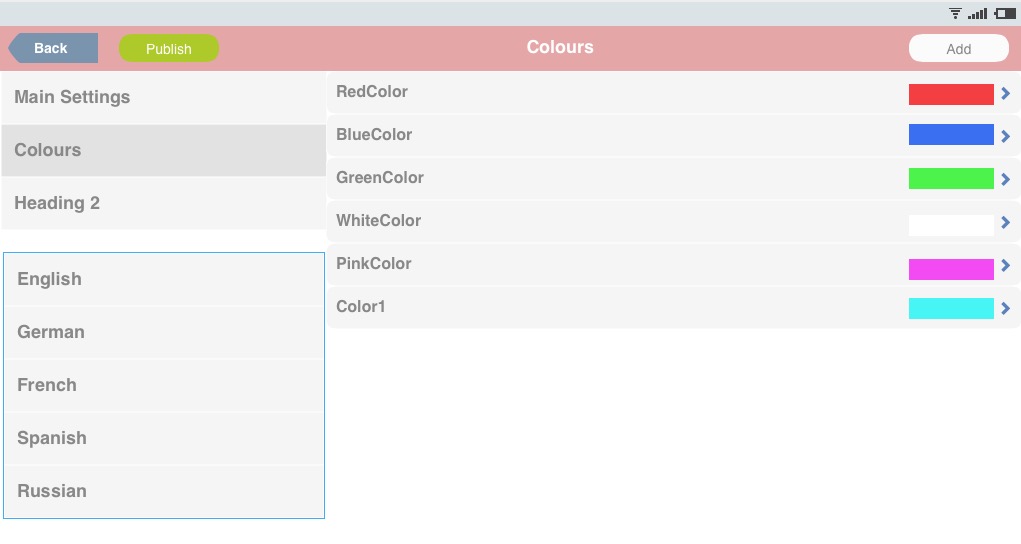 Back
Publish
Colours
Add
Main Settings
Colours
Heading 2
English
German
French
Spanish
Russian
RedColor
BlueColor
GreenColor
WhiteColor
PinkColor
Color1